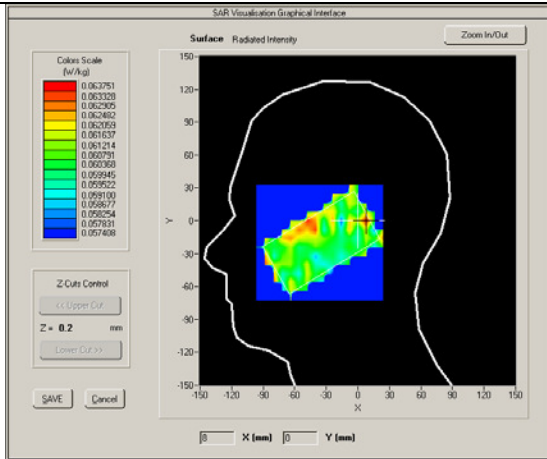 SAR Visualisation Graphical Interface
Surface Radiated Intensity
Zoom In/Out
Colors Scale
(W/kg)
0.063751
0.063328
0.062905
0.062482
0.062059
0.061637
0.061214
0.060791
0.060368
0.059945
0.059522
0.059100
0.058677
0.058254
0.057831
0.057408
Z-Cuts Control
<< Upper Cut
Z = 0.2 mm
Lower Cut >>
SAVE Cancel
150
120
90
60
30
Y 0
-30
-60
-90
-120
-150
-150 -120 -90 -60 -30 0 30 60 90 120 150
X
8 X (mm) 0 Y (mm)